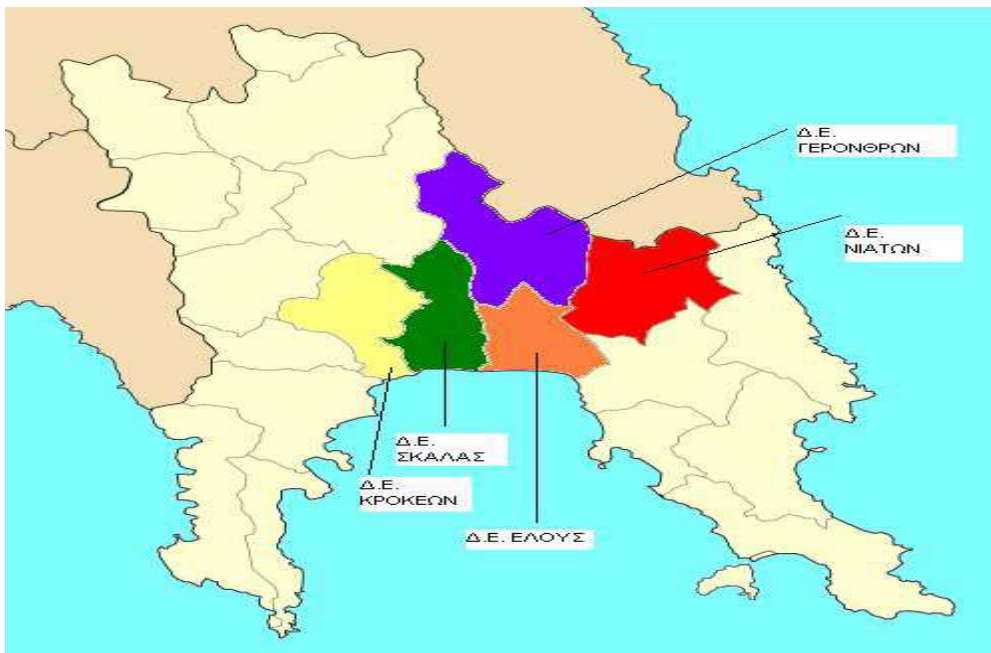 Δ.Ε.
ΓΕΡΟΝΘΡΩΝ
Δ.Ε.
ΝΙΑΤΩΝ
Δ.Ε.
ΣΚΑΛΑΣ
Δ.Ε.
ΚΡΟΚΕΩΝ
Δ.Ε. ΕΛΟΥΣ